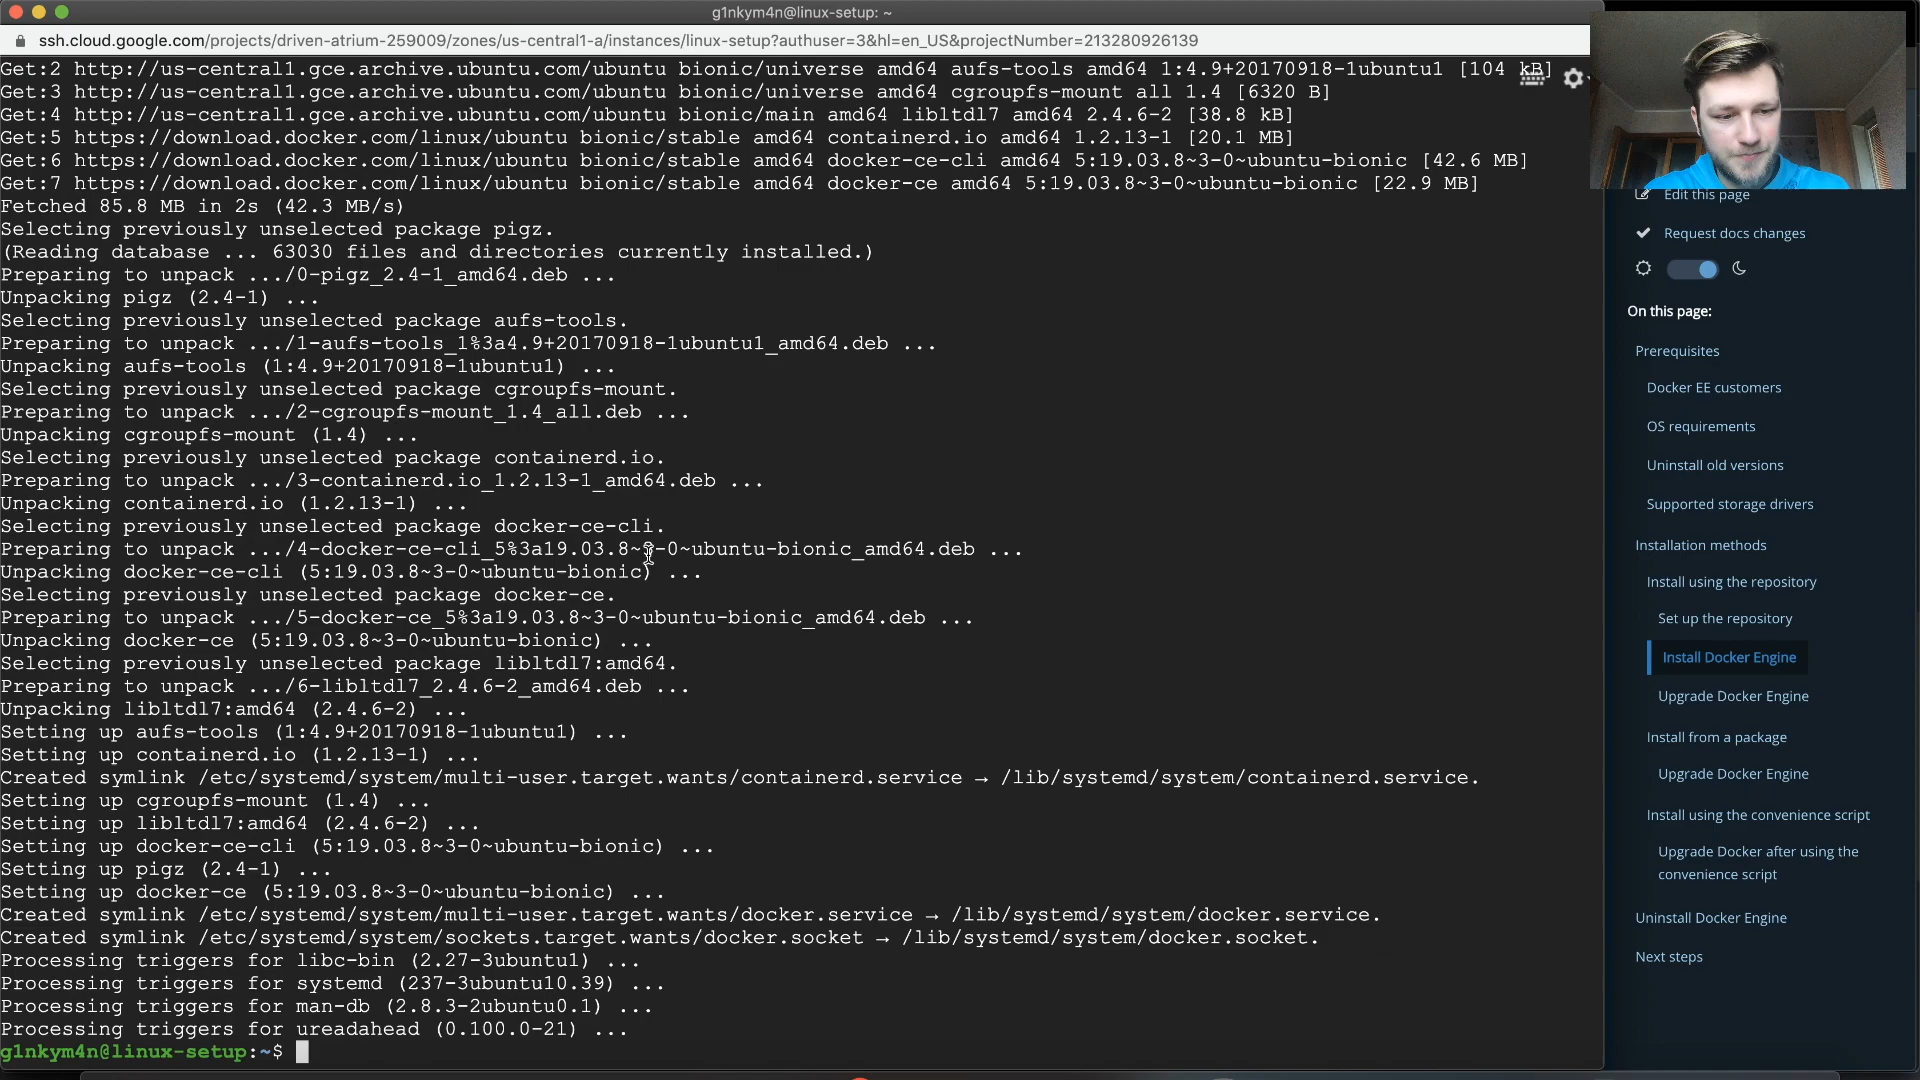 g1nkym4n@linux-setup: ~
ssh.cloud.google.com/projects/driven-atrium-259009/zones/us-central1-a/instances/linux-setup?authuser=3&hl=en_US&projectNumber=213280926139
Get:2 http://us-central1.gce.archive.ubuntu.com/ubuntu bionic/universe amd64 aufs-tools amd64 1:4.9+20170918-1ubuntu1 [104 kB]
Get:3 http://us-central1.gce.archive.ubuntu.com/ubuntu bionic/universe amd64 cgroupfs-mount all 1.4 [6320 B]
Get:4 http://us-central1.gce.archive.ubuntu.com/ubuntu bionic/main amd64 libltdl7 amd64 2.4.6-2 [38.8 kB]
Get:5 https://download.docker.com/linux/ubuntu bionic/stable amd64 containerd.io amd64 1.2.13-1 [20.1 MB]
Get:6 https://download.docker.com/linux/ubuntu bionic/stable amd64 docker-ce-cli amd64 5:19.03.8~3-0~ubuntu-bionic [42.6 MB]
Get:7 https://download.docker.com/linux/ubuntu bionic/stable amd64 docker-ce amd64 5:19.03.8~3-0~ubuntu-bionic [22.9 MB]
Fetched 85.8 MB in 2s (42.3 MB/s)
Selecting previously unselected package pigz.
(Reading database ... 63030 files and directories currently installed.)
Preparing to unpack .../0-pigz_2.4-1_amd64.deb ...
Unpacking pigz (2.4-1) ...
Selecting previously unselected package aufs-tools.
Preparing to unpack .../1-aufs-tools_1%3a4.9+20170918-1ubuntu1_amd64.deb ...
Unpacking aufs-tools (1:4.9+20170918-1ubuntu1) ...
Selecting previously unselected package cgroupfs-mount.
Preparing to unpack .../2-cgroupfs-mount_1.4_all.deb ...
Unpacking cgroupfs-mount (1.4) ...
Selecting previously unselected package containerd.io.
Preparing to unpack .../3-containerd.io_1.2.13-1_amd64.deb ...
Unpacking containerd.io (1.2.13-1) ...
Selecting previously unselected package docker-ce-cli.
Preparing to unpack .../4-docker-ce-cli_5%3a19.03.8~3-0~ubuntu-bionic_amd64.deb ...
Unpacking docker-ce-cli (5:19.03.8~3-0~ubuntu-bionic) ...
Selecting previously unselected package docker-ce.
Preparing to unpack .../5-docker-ce_5%3a19.03.8~3-0~ubuntu-bionic_amd64.deb ...
Unpacking docker-ce (5:19.03.8~3-0~ubuntu-bionic) ...
Selecting previously unselected package libltdl7:amd64.
Preparing to unpack .../6-libltdl7_2.4.6-2_amd64.deb ...
Unpacking libltdl7:amd64 (2.4.6-2) ...
Setting up aufs-tools (1:4.9+20170918-1ubuntu1) ...
Setting up containerd.io (1.2.13-1) ...
Created symlink /etc/systemd/system/multi-user.target.wants/containerd.service → /lib/systemd/system/containerd.service.
Setting up cgroupfs-mount (1.4) ...
Setting up libltdl7:amd64 (2.4.6-2) ...
Setting up docker-ce-cli (5:19.03.8~3-0~ubuntu-bionic) ...
Setting up pigz (2.4-1) ...
Setting up docker-ce (5:19.03.8~3-0~ubuntu-bionic) ...
Created symlink /etc/systemd/system/multi-user.target.wants/docker.service → /lib/systemd/system/docker.service.
Created symlink /etc/systemd/system/sockets.target.wants/docker.socket → /lib/systemd/system/docker.socket.
Processing triggers for libc-bin (2.27-3ubuntu1) ...
Processing triggers for systemd (237-3ubuntu10.39) ...
Processing triggers for man-db (2.8.3-2ubuntu0.1) ...
Processing triggers for ureadahead (0.100.0-21) ...
g1nkym4n@linux-setup:~$
Edit this page
Request docs changes
On this page:
Prerequisites
Docker EE customers
OS requirements
Uninstall old versions
Supported storage drivers
Installation methods
Install using the repository
Set up the repository
Install Docker Engine
Upgrade Docker Engine
Install from a package
Upgrade Docker Engine
Install using the convenience script
Upgrade Docker after using the
convenience script
Uninstall Docker Engine
Next steps